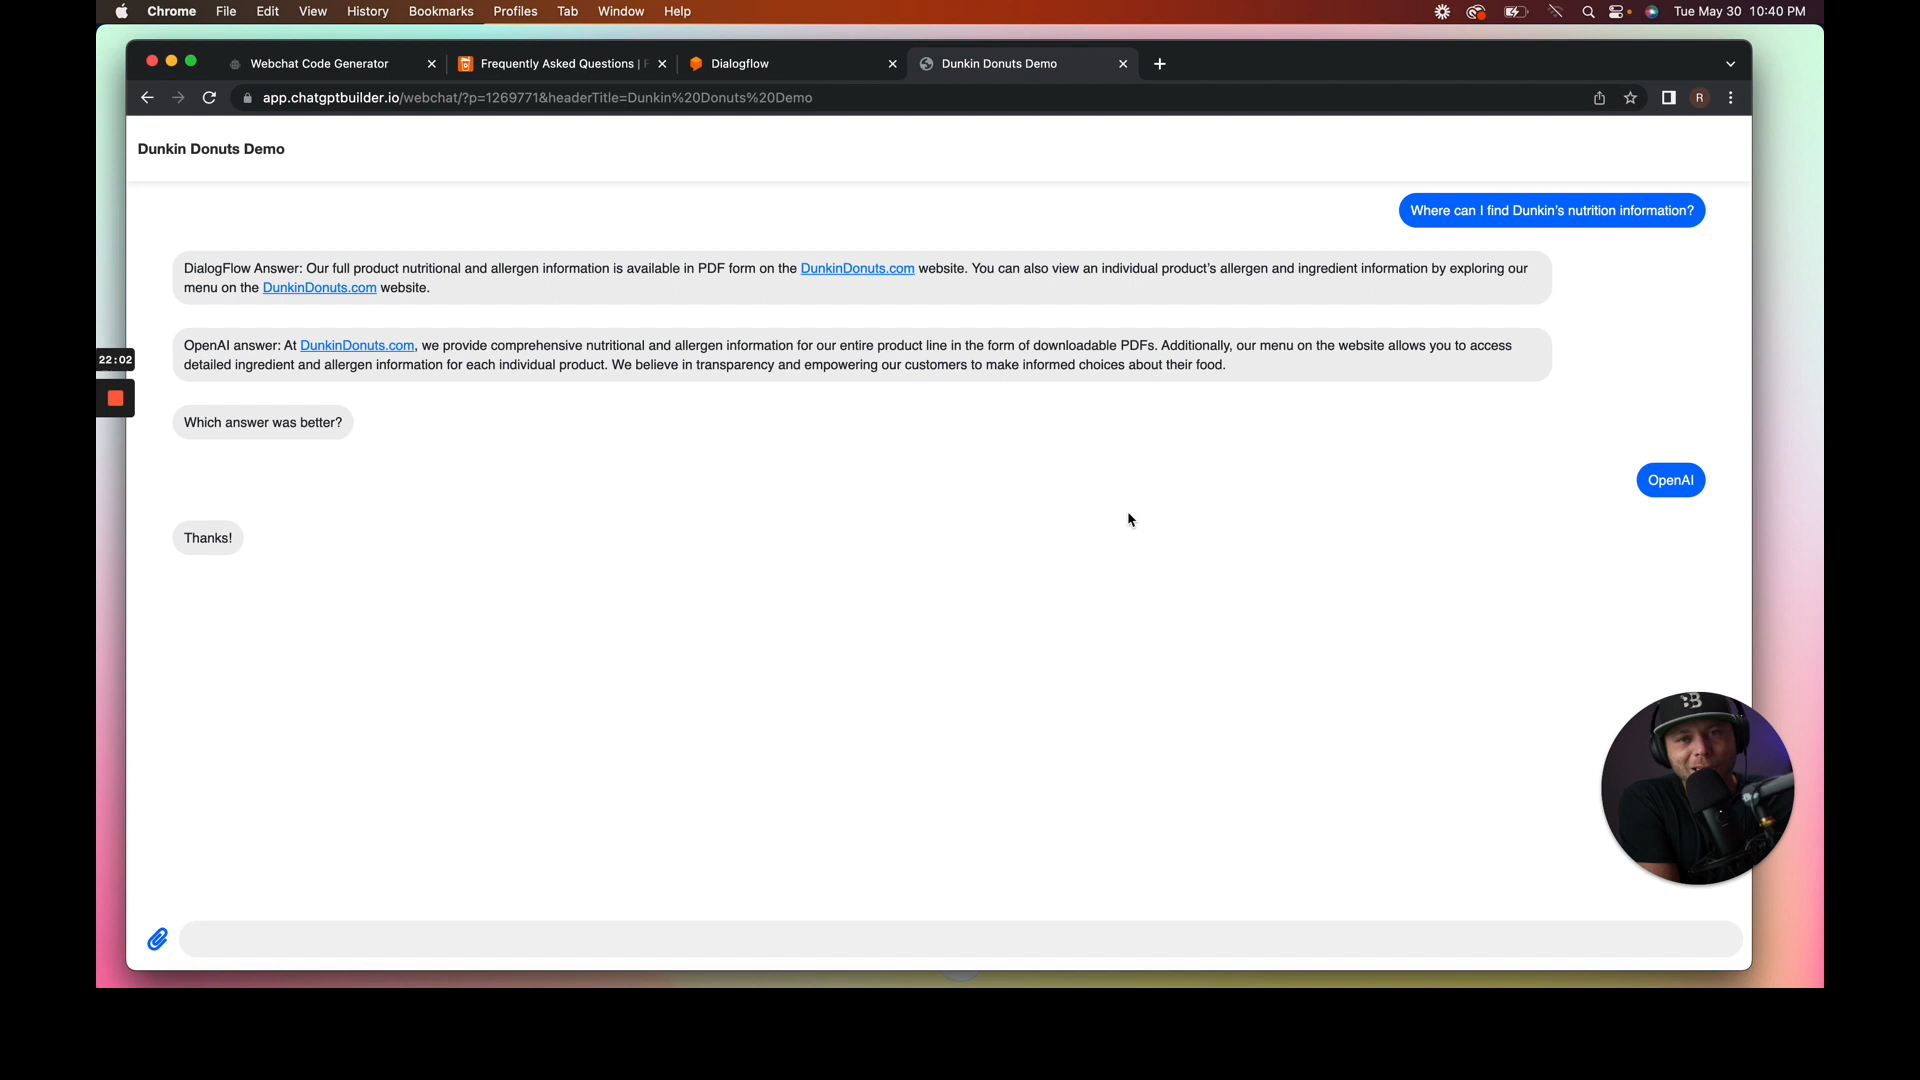 Chrome File Edit View History Bookmarks Profiles Tab Window Help Tue May 30 10:40 PM
Webchat Code Generator Frequently Asked Questions | Dialogflow Dunkin Donuts Demo
app.chatgptbuilder.io/webchat/?p=1269771&headerTitle=Dunkin%20Donuts%20Demo R
Dunkin Donuts Demo
Where can I find Dunkin’s nutrition information?
DialogFlow Answer: Our full product nutritional and allergen information is available in PDF form on the DunkinDonuts.com website. You can also view an individual product’s allergen and ingredient information by exploring our
menu on the DunkinDonuts.com website.
22:02
OpenAI answer: At DunkinDonuts.com, we provide comprehensive nutritional and allergen information for our entire product line in the form of downloadable PDFs. Additionally, our menu on the website allows you to access
detailed ingredient and allergen information for each individual product. We believe in transparency and empowering our customers to make informed choices about their food.
Which answer was better?
OpenAI
Thanks!
B